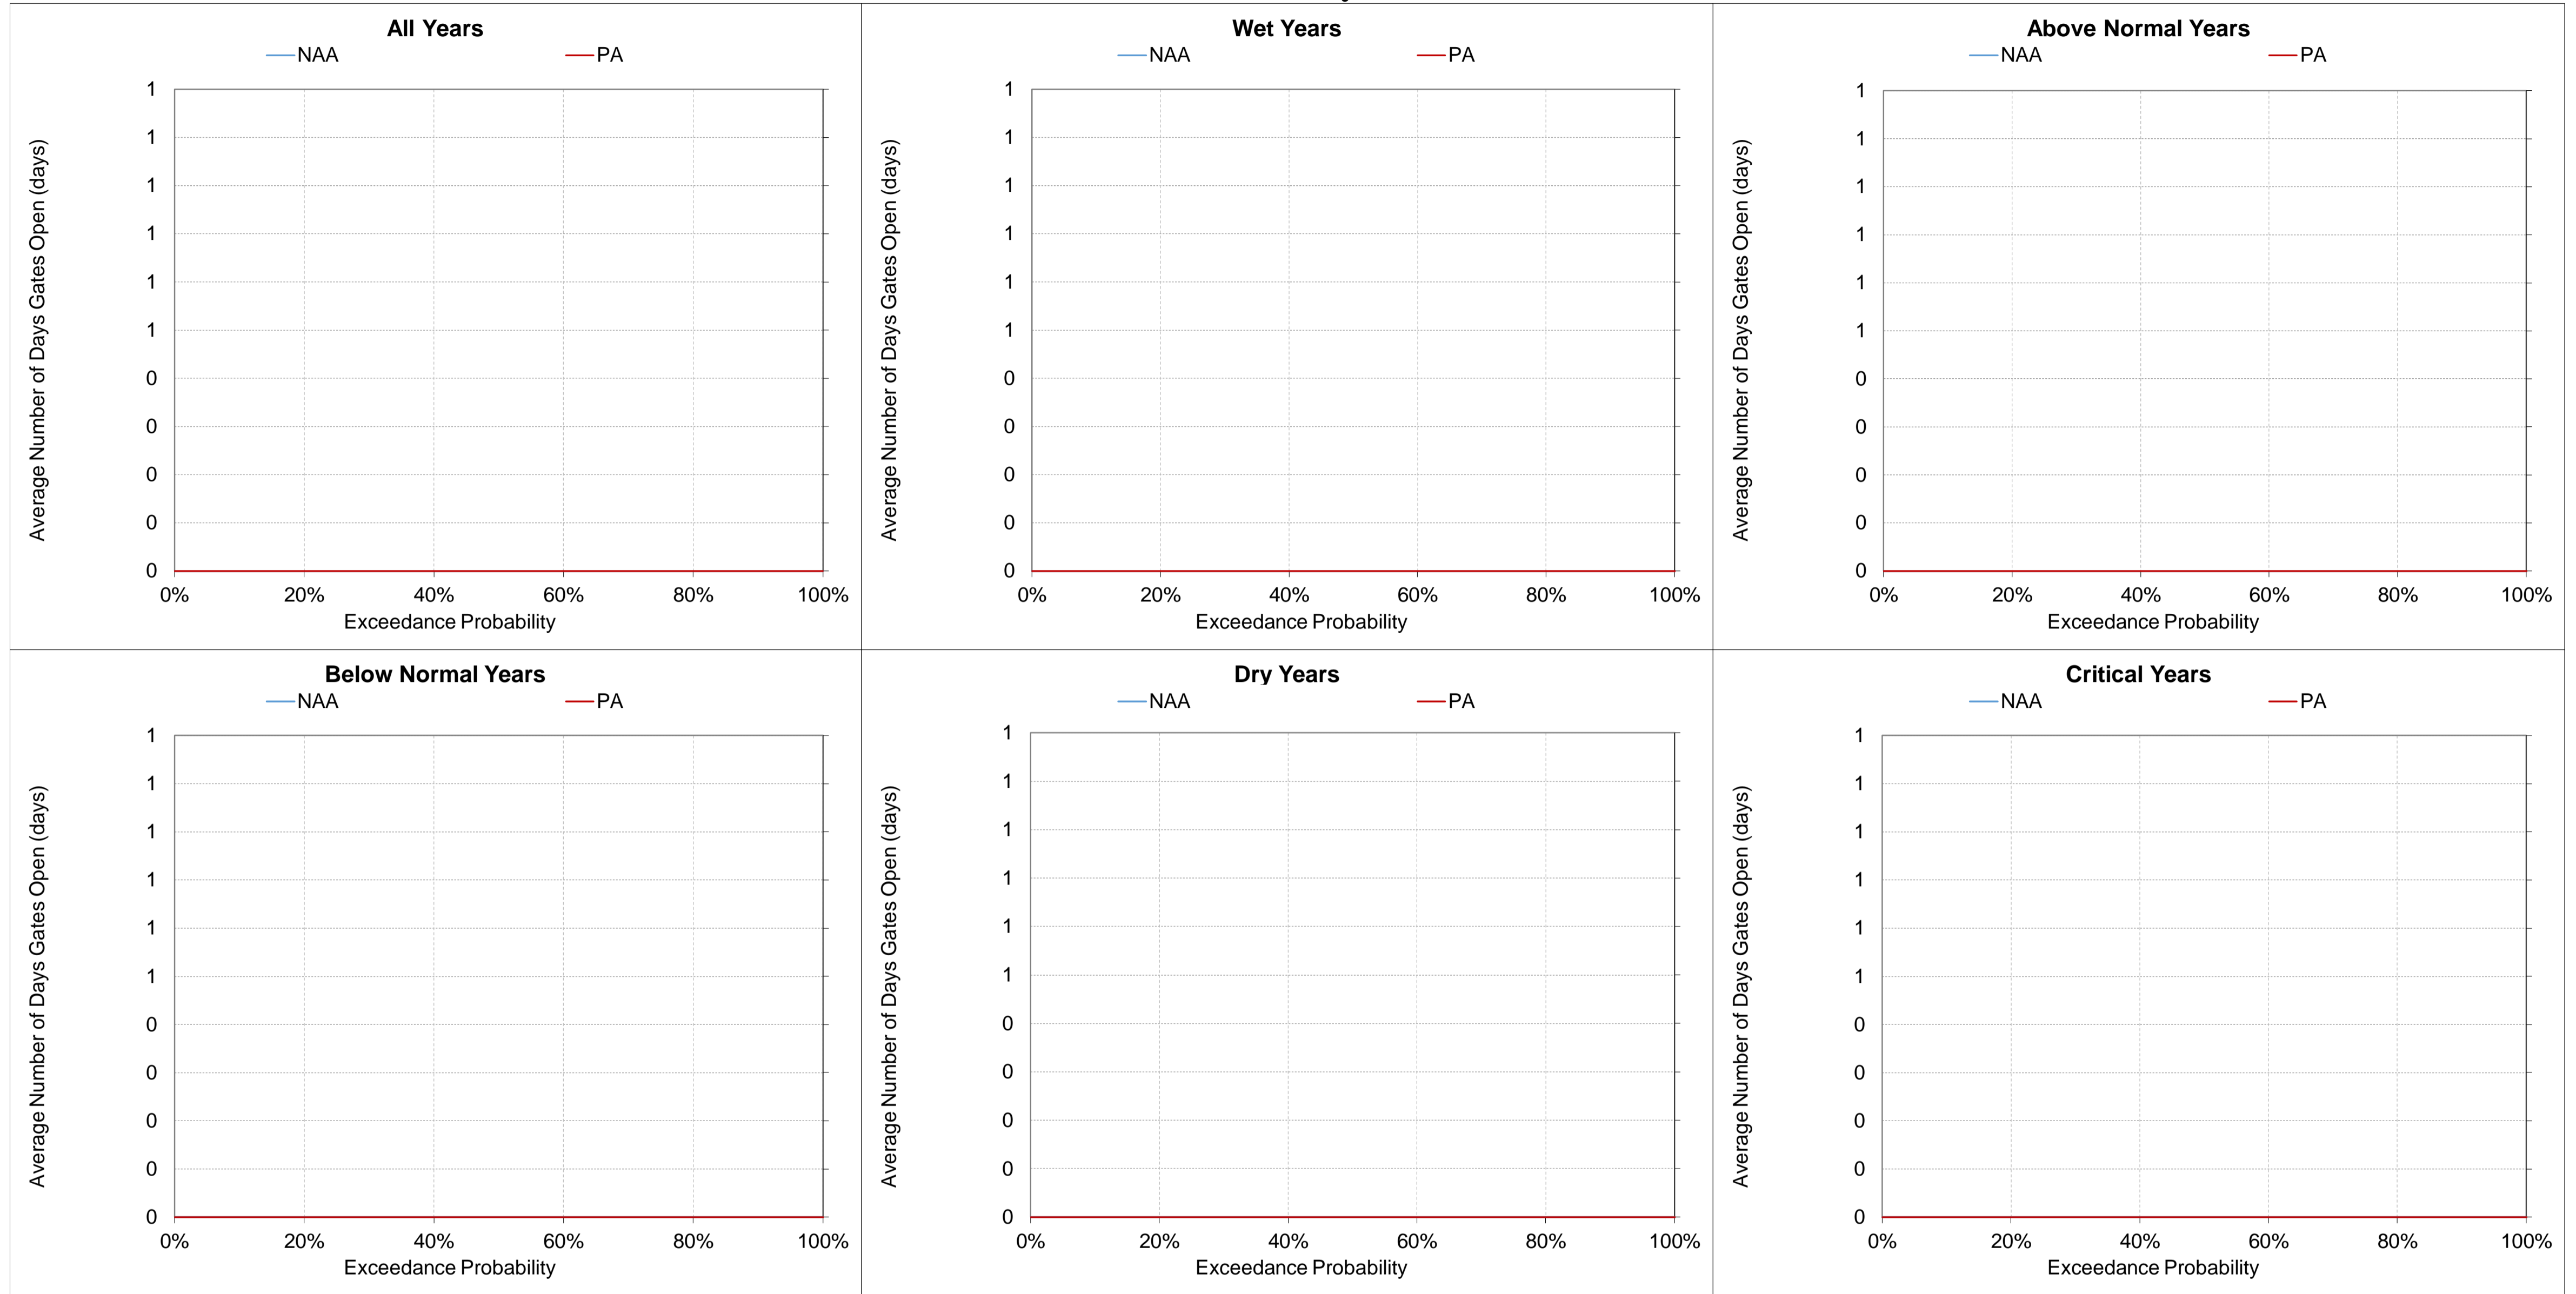 All Years
NAA PA
1
1
1
1
1
1
0
0
0
0
0
Average Number of Days Gates Open (days)
0% 20% 40% 60% 80% 100%
Exceedance Probability
Wet Years
NAA PA
1
1
1
1
1
1
0
0
0
0
0
Average Number of Days Gates Open (days)
0% 20% 40% 60% 80% 100%
Exceedance Probability
Above Normal Years
NAA PA
1
1
1
1
1
1
0
0
0
0
0
Average Number of Days Gates Open (days)
0% 20% 40% 60% 80% 100%
Exceedance Probability
Below Normal Years
NAA PA
1
1
1
1
1
1
0
0
0
0
0
Average Number of Days Gates Open (days)
0% 20% 40% 60% 80% 100%
Exceedance Probability
Dry Years
NAA PA
1
1
1
1
1
1
0
0
0
0
0
Average Number of Days Gates Open (days)
0% 20% 40% 60% 80% 100%
Exceedance Probability
Critical Years
NAA PA
1
1
1
1
1
1
0
0
0
0
0
Average Number of Days Gates Open (days)
0% 20% 40% 60% 80% 100%
Exceedance Probability